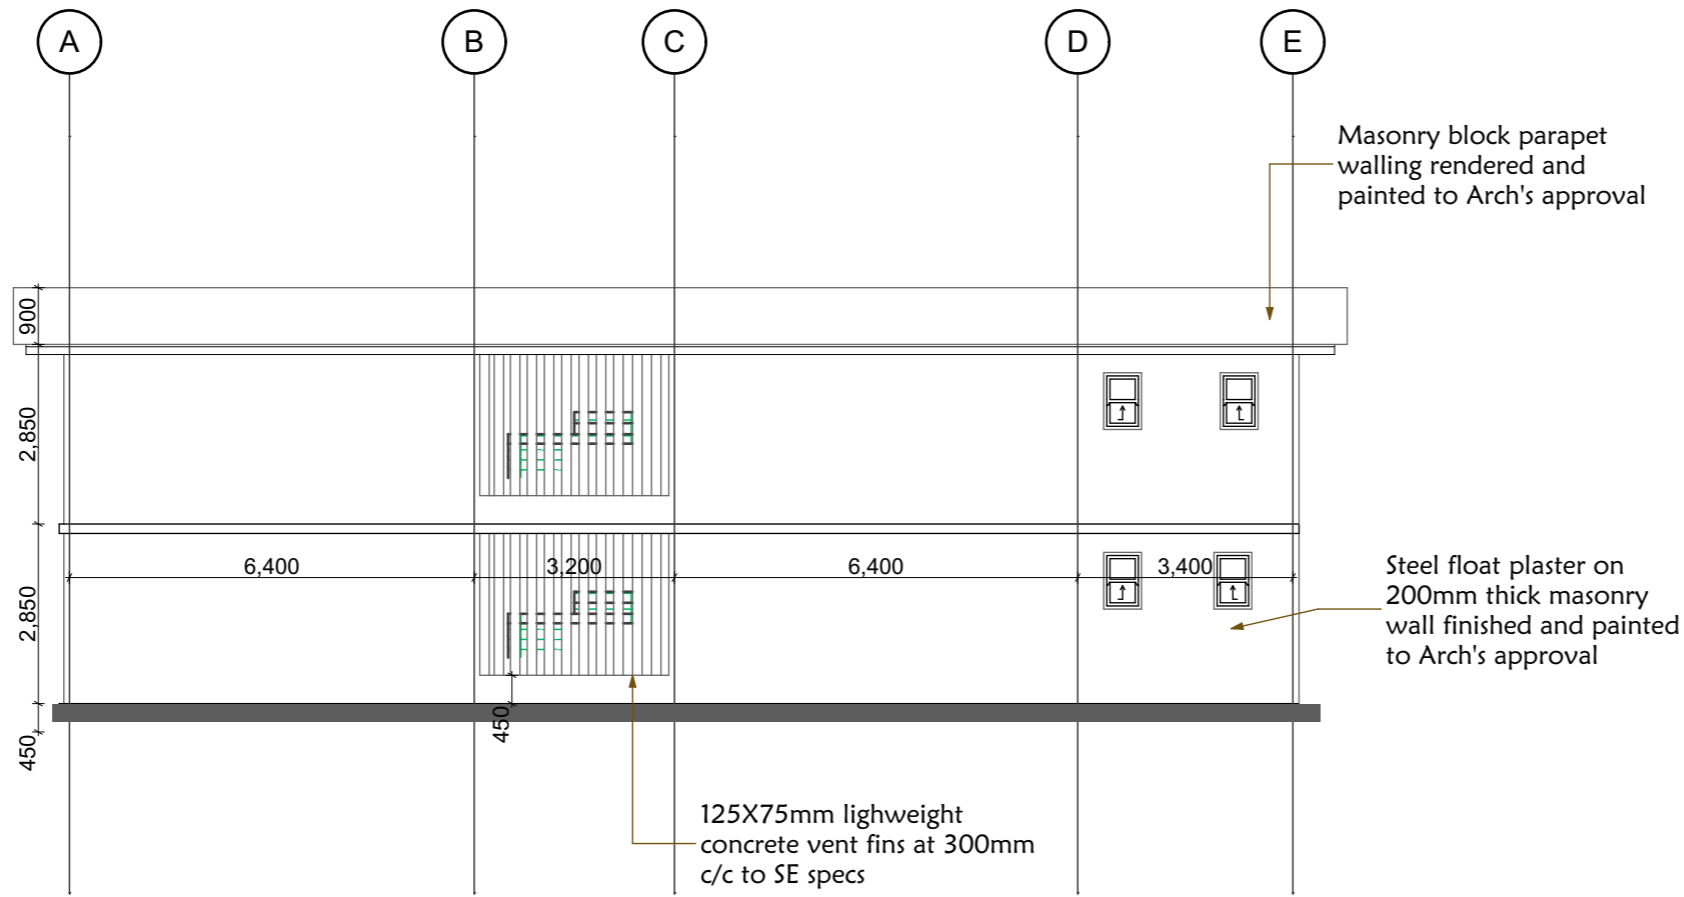 A
B
C
D
E
Masonry block parapet
walling rendered and
painted to Arch's approval
900
2,850
6,400
3,200
6,400
3,400
Steel float plaster on
200mm thick masonry
wall finished and painted
to Arch's approval
2,850
450
450
125X75mm lighweight
concrete vent fins at 300mm
c/c to SE specs